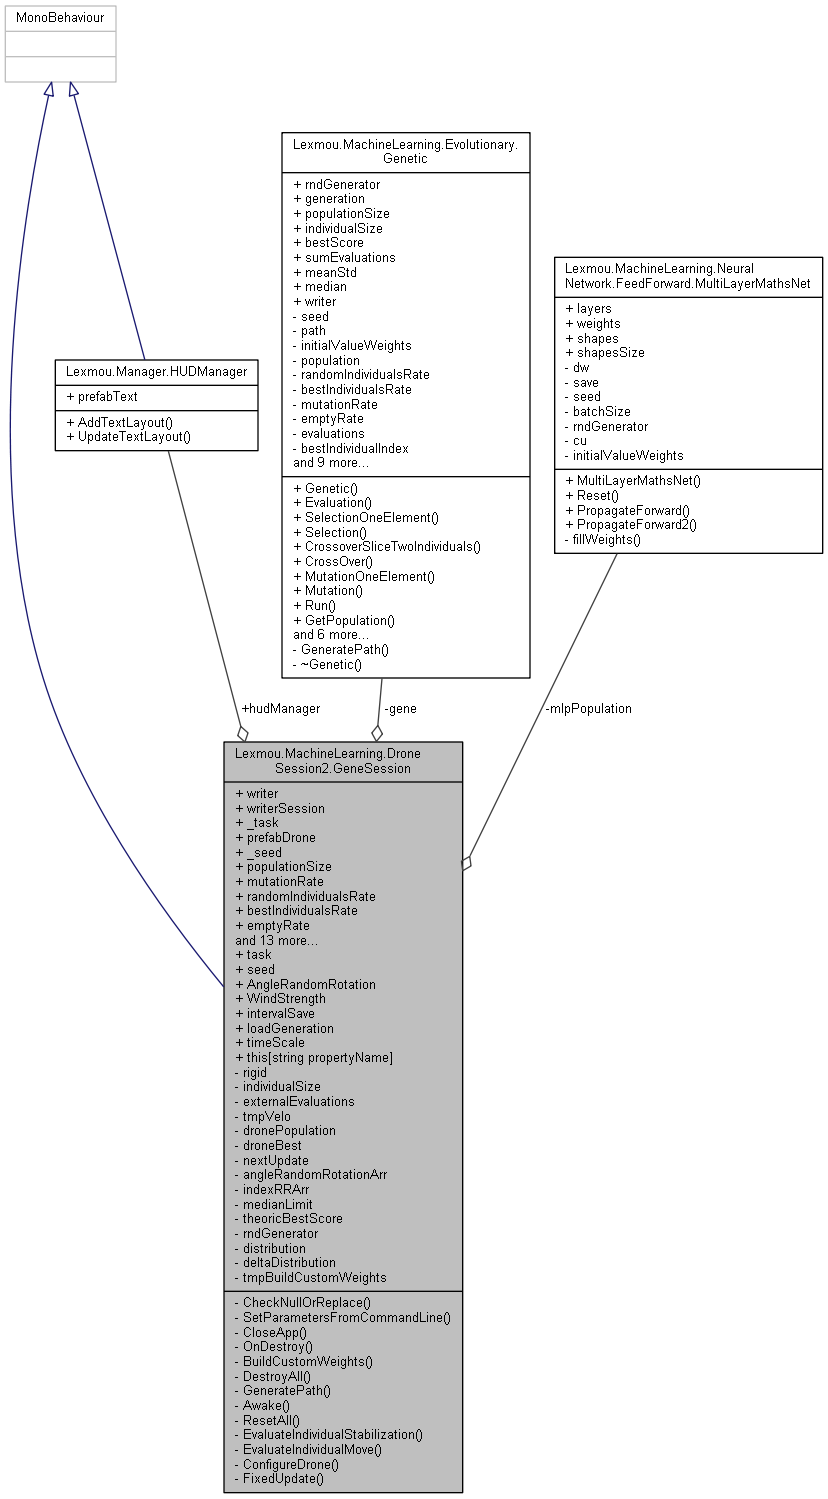 MonoBehaviour
Lexmou.MachineLearning.Evolutionary.
Genetic
+ rndGenerator
+ generation
+ populationSize
+ individualSize
+ bestScore
+ sumEvaluations
+ meanStd
+ median
+ writer
- seed
- path
- initialValueWeights
- population
- randomIndividualsRate
- bestIndividualsRate
- mutationRate
- emptyRate
- evaluations
- bestIndividualIndex
and 9 more...
+ Genetic()
+ Evaluation()
+ SelectionOneElement()
+ Selection()
+ CrossoverSliceTwoIndividuals()
+ CrossOver()
+ MutationOneElement()
+ Mutation()
+ Run()
+ GetPopulation()
and 6 more...
- GeneratePath()
- ~Genetic()
Lexmou.MachineLearning.Neural
Network.FeedForward.MultiLayerMathsNet
+ layers
+ weights
+ shapes
+ shapesSize
- dw
- save
- seed
- batchSize
- rndGenerator
- cu
- initialValueWeights
+ MultiLayerMathsNet()
+ Reset()
+ PropagateForward()
+ PropagateForward2()
- fillWeights()
Lexmou.Manager.HUDManager
+ prefabText
+ AddTextLayout()
+ UpdateTextLayout()
+hudManager
-gene
-mlpPopulation
Lexmou.MachineLearning.Drone
Session2.GeneSession
+ writer
+ writerSession
+ _task
+ prefabDrone
+ _seed
+ populationSize
+ mutationRate
+ randomIndividualsRate
+ bestIndividualsRate
+ emptyRate
and 13 more...
+ task
+ seed
+ AngleRandomRotation
+ WindStrength
+ intervalSave
+ loadGeneration
+ timeScale
+ this[string propertyName]
- rigid
- individualSize
- externalEvaluations
- tmpVelo
- dronePopulation
- droneBest
- nextUpdate
- angleRandomRotationArr
- indexRRArr
- medianLimit
- theoricBestScore
- rndGenerator
- distribution
- deltaDistribution
- tmpBuildCustomWeights
- CheckNullOrReplace()
- SetParametersFromCommandLine()
- CloseApp()
- OnDestroy()
- BuildCustomWeights()
- DestroyAll()
- GeneratePath()
- Awake()
- ResetAll()
- EvaluateIndividualStabilization()
- EvaluateIndividualMove()
- ConfigureDrone()
- FixedUpdate()